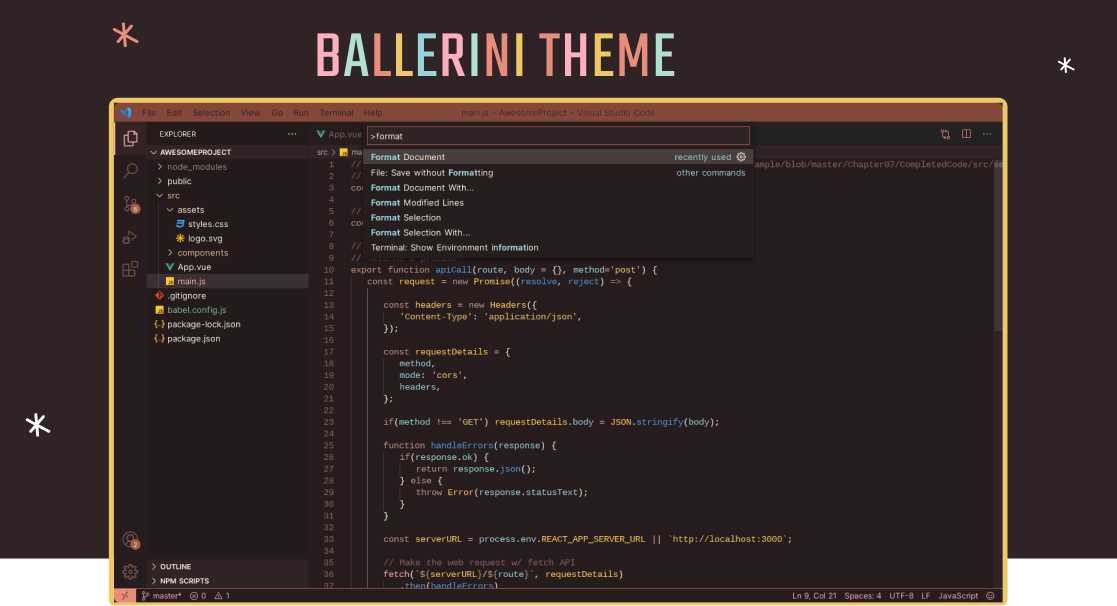 BALLERINI THEME
File Edit Selection View Go Run Terminal Help main.js - AwesomeProject - Visual Studio Code
EXPLORER ···
App.vue
>format
AWESOMEPROJECT
node_modules
public
src
assets
styles.css
logo.svg
components
App.vue
main.js
.gitignore
babel.config.js
package-lock.json
package.json
OUTLINE
NPM SCRIPTS
6
2
src > ma
Format Document recently used
File: Save without Formatting other commands
Format Document With...
Format Modified Lines
Format Selection
Format Selection With...
Terminal: Show Environment information
1 // ample/blob/master/Chapter07/CompletedCode/src/se
2 //
3 co
4
5 //
6 co
7
8 //
9 //
10 export function apiCall(route, body = {}, method='post') {
11 const request = new Promise((resolve, reject) => {
12
13 const headers = new Headers({
14 'Content-Type': 'application/json',
15 });
16
17 const requestDetails = {
18 method,
19 mode: 'cors',
20 headers,
21 };
22
23 if(method !== 'GET') requestDetails.body = JSON.stringify(body);
24
25 function handleErrors(response) {
26 if(response.ok) {
27 return response.json();
28 } else {
29 throw Error(response.statusText);
30 }
31 }
32
33 const serverURL = process.env.REACT_APP_SERVER_URL || `http://localhost:3000`;
34
35 // Make the web request w/ fetch API
36 fetch(`${serverURL}/${route}`, requestDetails)
37 .then(handleErrors)
master* 0 1 Ln 9, Col 21 Spaces: 4 UTF-8 LF JavaScript